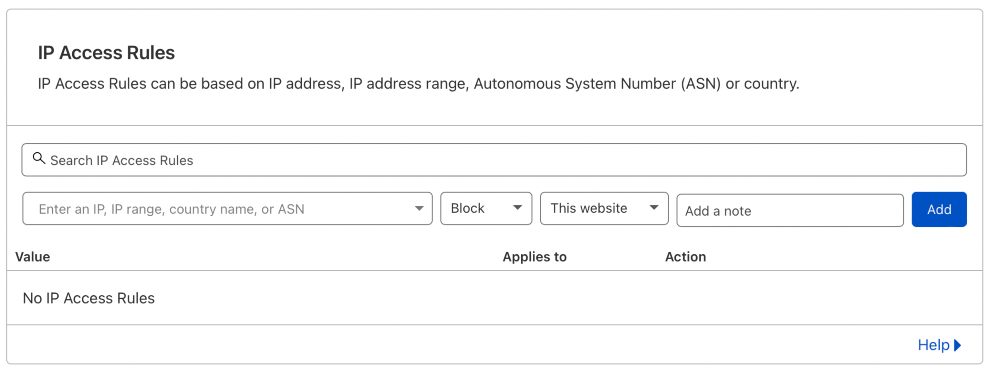 IP Access Rules
IP Access Rules can be based on IP address, IP address range, Autonomous System Number (ASN) or country.
Search IP Access Rules
Enter an IP, IP range, country name, or ASN
Block
This website
Add a note
Add
Value
Applies to
Action
No IP Access Rules
Help